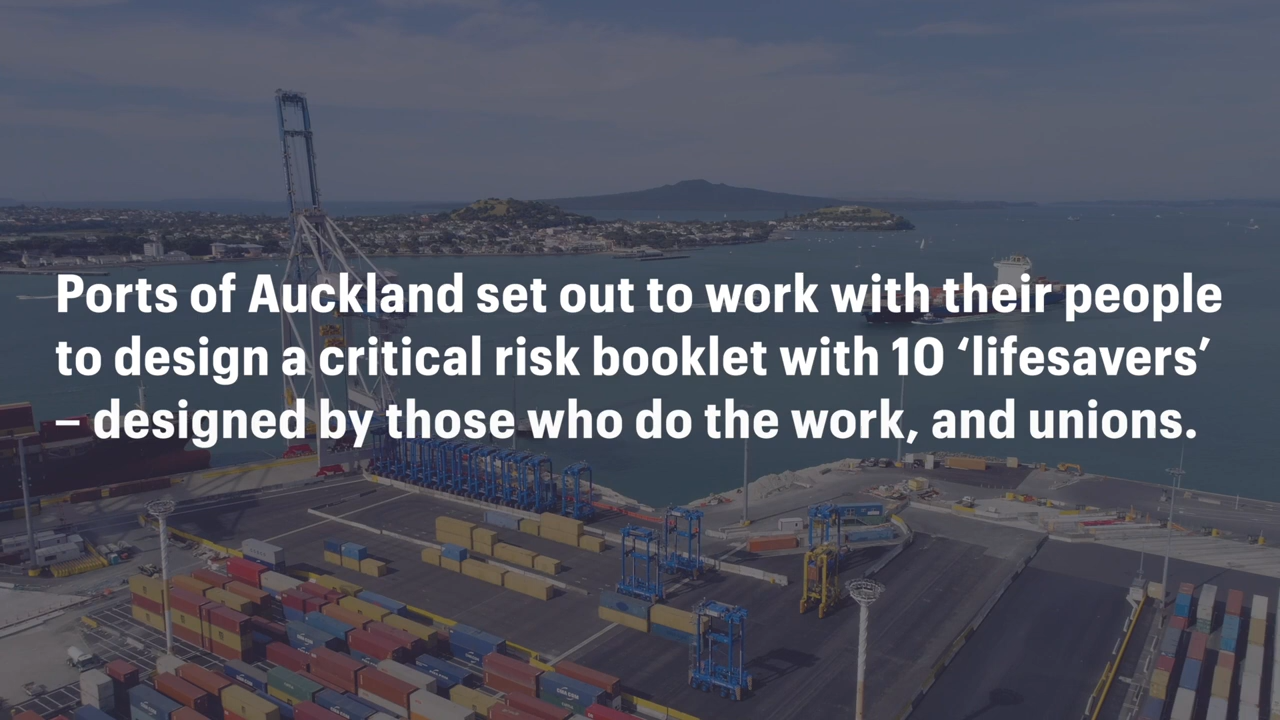 Ports of Auckland set out to work with their people
to design a critical risk booklet with 10 ‘lifesavers’
– designed by those who do the work, and unions.